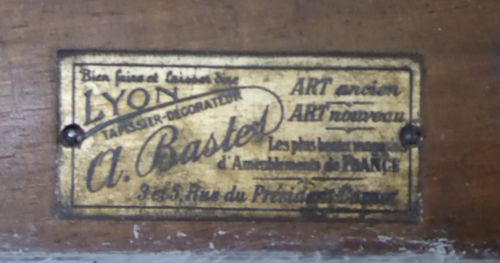 Bien faire et laisser dire
LYON
TAPISSIER-DÉCORATEUR
A. Bastet
ART ancien
ART nouveau
Les plus beaux
d'Ameublements de FRANCE
3 et 5, Rue du Président Carnot